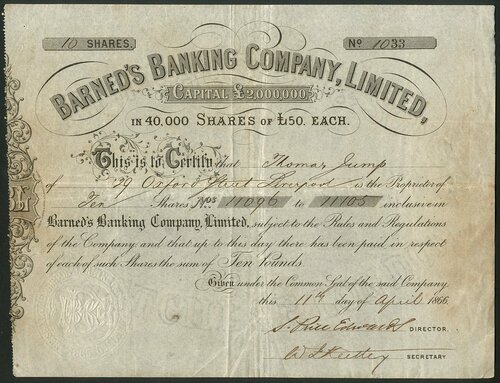 10 SHARES.
No 1033
BARNED'S BANKING COMPANY, LIMITED,
CAPITAL £2,000,000
IN 40,000 SHARES OF £50. EACH.
This is to Certify that Thomas Jump
of 29 Oxford Street Liverpool is the Proprietor of
Ten Shares Nos 11096 to 11105 inclusive in
Barned's Banking Company, Limited, subject to the Rules and Regulations
of the Company and that up to this day there has been paid in respect
of each of such Shares the sum of Ten Pounds.
Given under the Common Seal of the said Company,
this 11th day of April 1866
S. Price Edwards DIRECTOR.
SECRETARY.